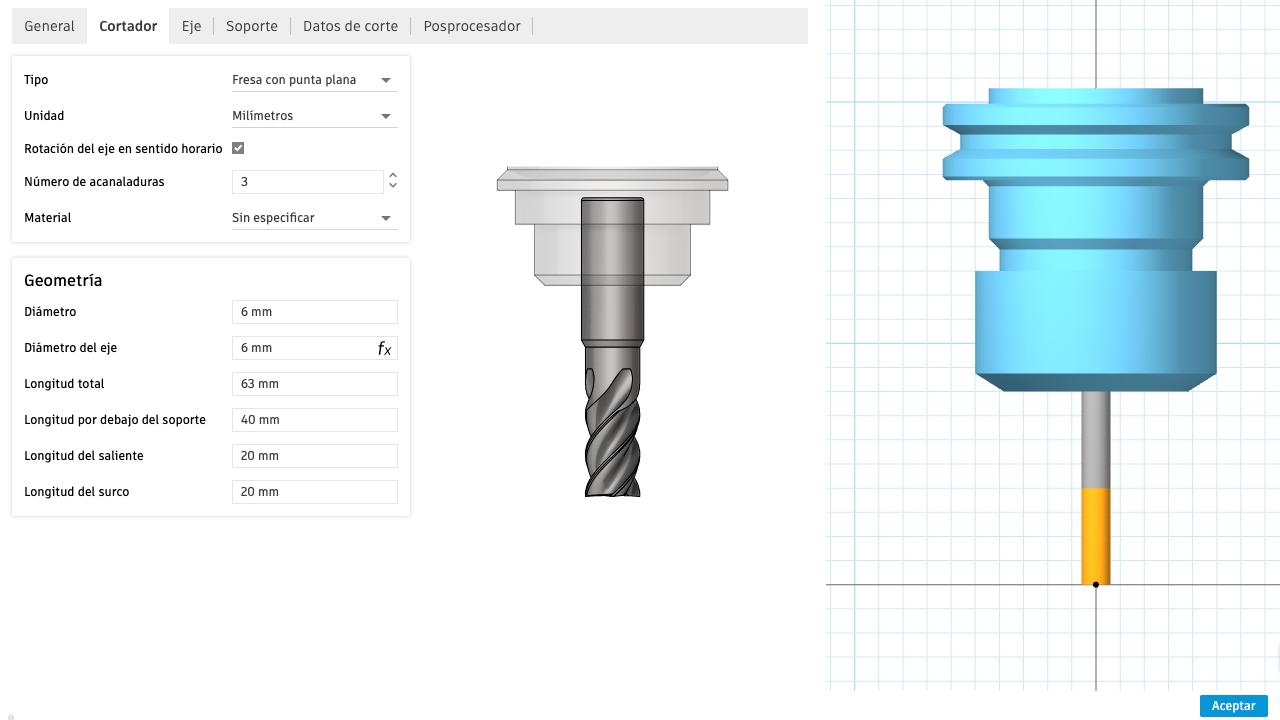 General Cortador Eje Soporte Datos de corte Posprocesador
Tipo Fresa con punta plana
Unidad Milímetros
Rotación del eje en sentido horario
Número de acanaladuras 3
Material Sin especificar
Geometría
Diámetro 6 mm
Diámetro del eje 6 mm fx
Longitud total 63 mm
Longitud por debajo del soporte 40 mm
Longitud del saliente 20 mm
Longitud del surco 20 mm
Aceptar